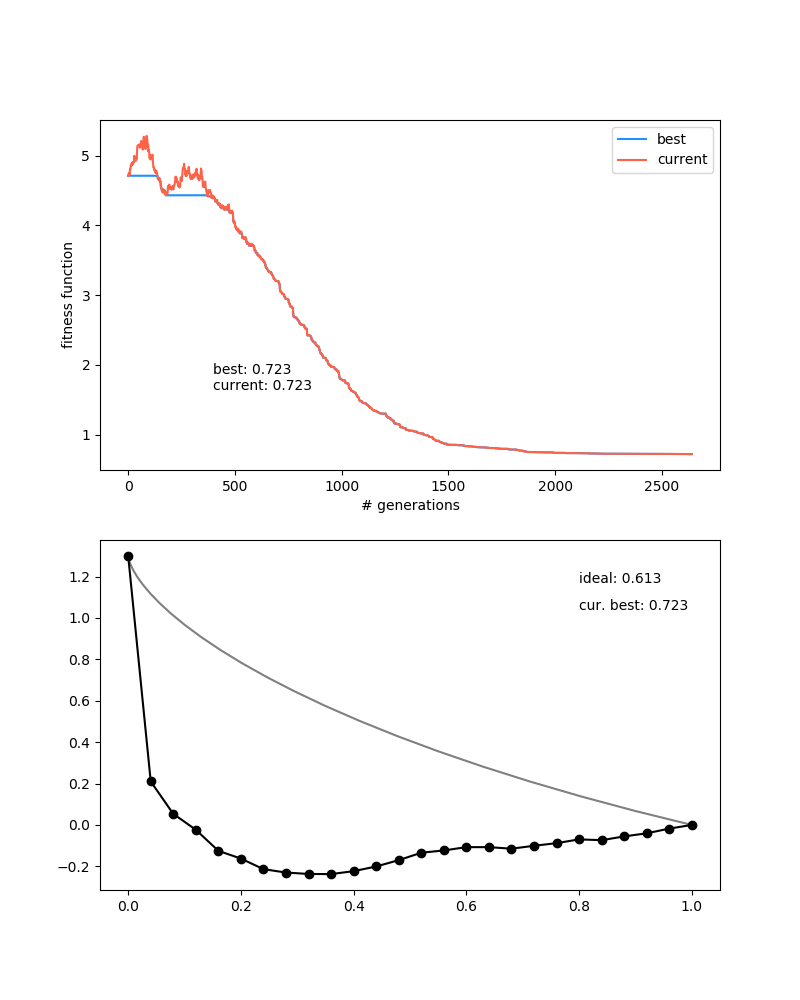 best
current
5
4
3
2
1
fitness function
best: 0.723
current: 0.723
0 500 1000 1500 2000 2500
# generations
1.2
1.0
0.8
0.6
0.4
0.2
0.0
−0.2
ideal: 0.613
cur. best: 0.723
0.0 0.2 0.4 0.6 0.8 1.0